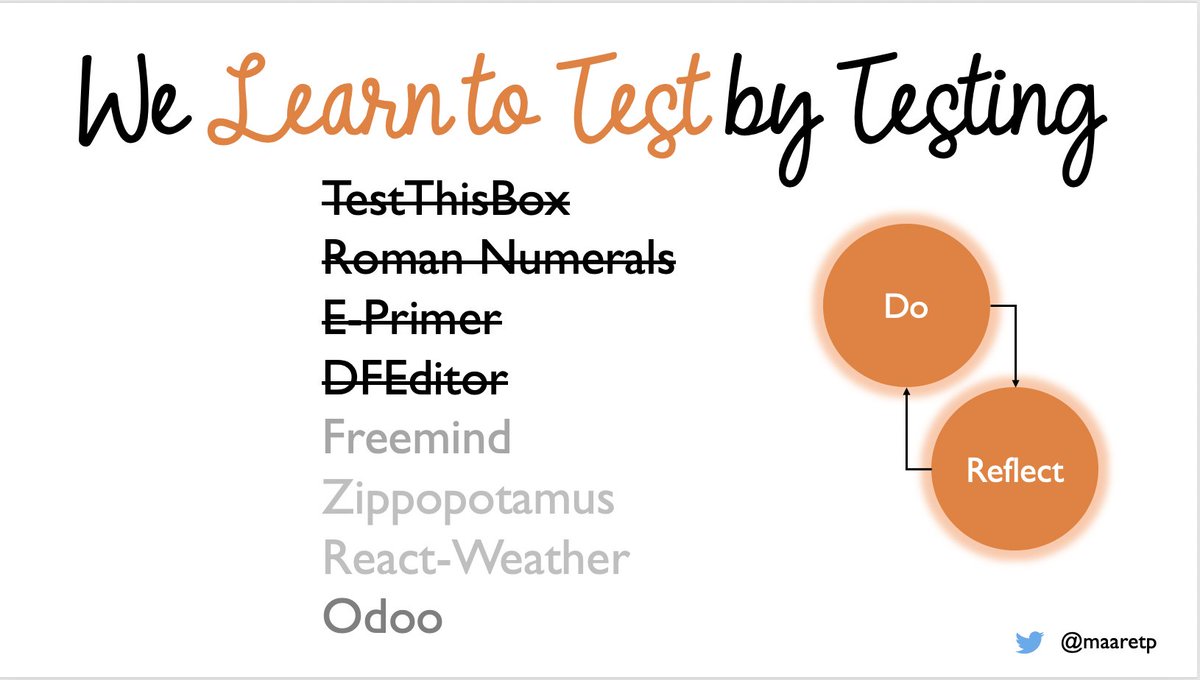 We Learn to Test by Testing
TestThisBox
Roman Numerals
E-Primer
DFEditor
Freemind
Zippopotamus
React-Weather
Odoo
Do
Reflect
@maaretp